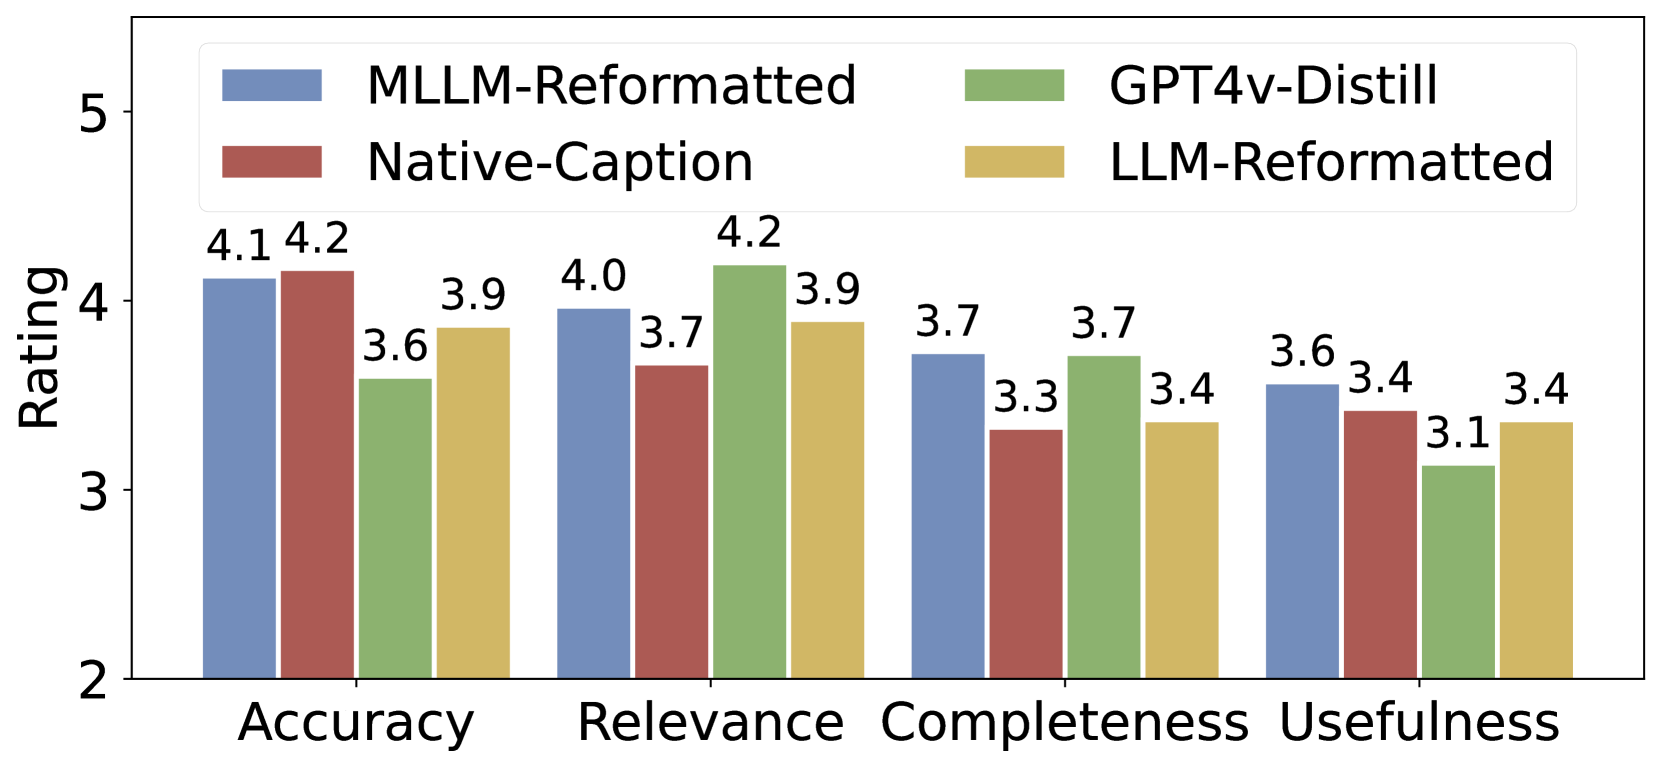 MLLM-Reformatted
Native-Caption
GPT4v-Distill
LLM-Reformatted
Rating
5
4
3
2
4.1 4.2 3.6 3.9
4.0 3.7 4.2 3.9
3.7 3.3 3.7 3.4
3.6 3.4 3.1 3.4
Accuracy Relevance Completeness Usefulness